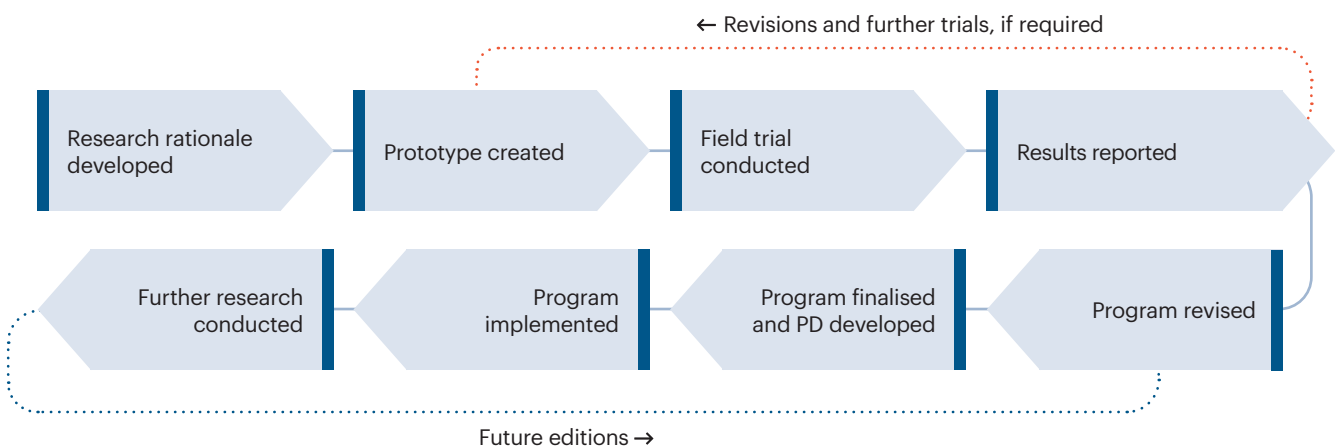 ← Revisions and further trials, if required
Research rationale
developed
Prototype created
Field trial
conducted
Results reported
Program revised
Program finalised
and PD developed
Program
implemented
Further research
conducted
Future editions →